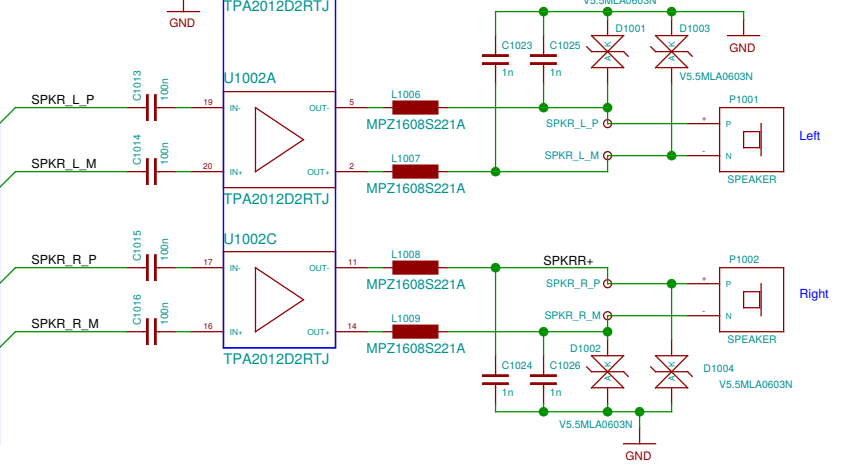 TPA2012D2RTJ
V5.5MLA0603N
GND
C1023
C1025
D1001
D1003
GND
1n
1n
A K
A K
V5.5MLA0603N
U1002A
C1013
100n
SPKR_L_P
19
IN-
OUT-
5
L1006
MPZ1608S221A
SPKR_L_P
P1001
+
P
Left
C1014
100n
SPKR_L_M
20
IN+
OUT+
2
L1007
MPZ1608S221A
SPKR_L_M
-
N
SPEAKER
TPA2012D2RTJ
U1002C
C1015
100n
SPKR_R_P
17
IN-
OUT-
11
L1008
MPZ1608S221A
SPKRR+
SPKR_R_P
P1002
+
P
Right
C1016
100n
SPKR_R_M
16
IN+
OUT+
14
L1009
MPZ1608S221A
SPKR_R_M
-
N
SPEAKER
TPA2012D2RTJ
C1024
C1026
D1002
D1004
1n
1n
A K
A K
V5.5MLA0603N
V5.5MLA0603N
GND